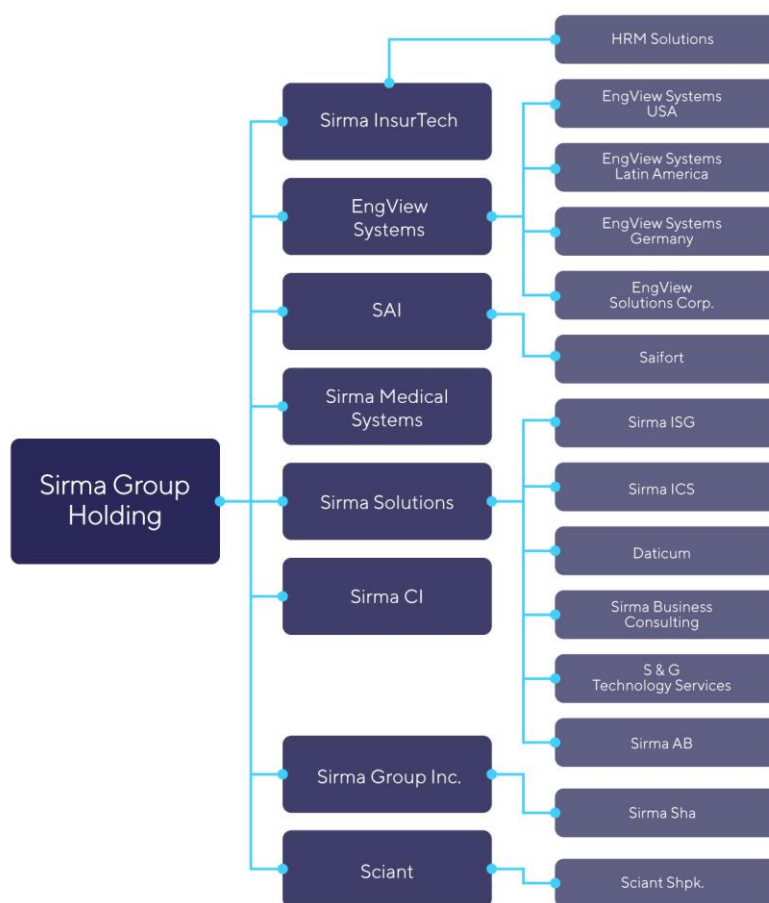 HRM Solutions
Sirma InsurTech
EngView Systems
USA
EngView Systems
Latin America
EngView
Systems
EngView Systems
Germany
EngView
Solutions Corp.
SAI
Saifort
Sirma Medical
Systems
Sirma ISG
Sirma Group
Holding
Sirma Solutions
Sirma ICS
Daticum
Sirma CI
Sirma Business
Consulting
S & G
Technology Services
Sirma AB
Sirma Group Inc.
Sirma Sha
Sciant
Sciant Shpk.